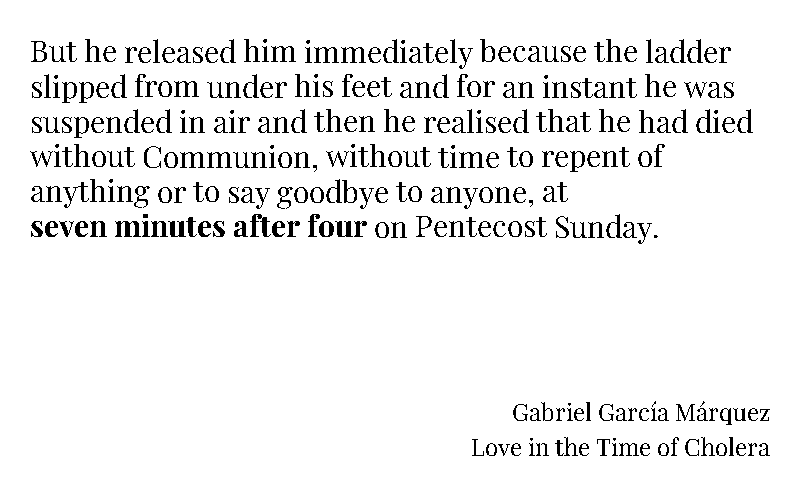 But he released him immediately because the ladder
slipped from under his feet and for an instant he was
suspended in air and then he realised that he had died
without Communion, without time to repent of
anything or to say goodbye to anyone, at
seven minutes after four on Pentecost Sunday.
Gabriel García Márquez
Love in the Time of Cholera